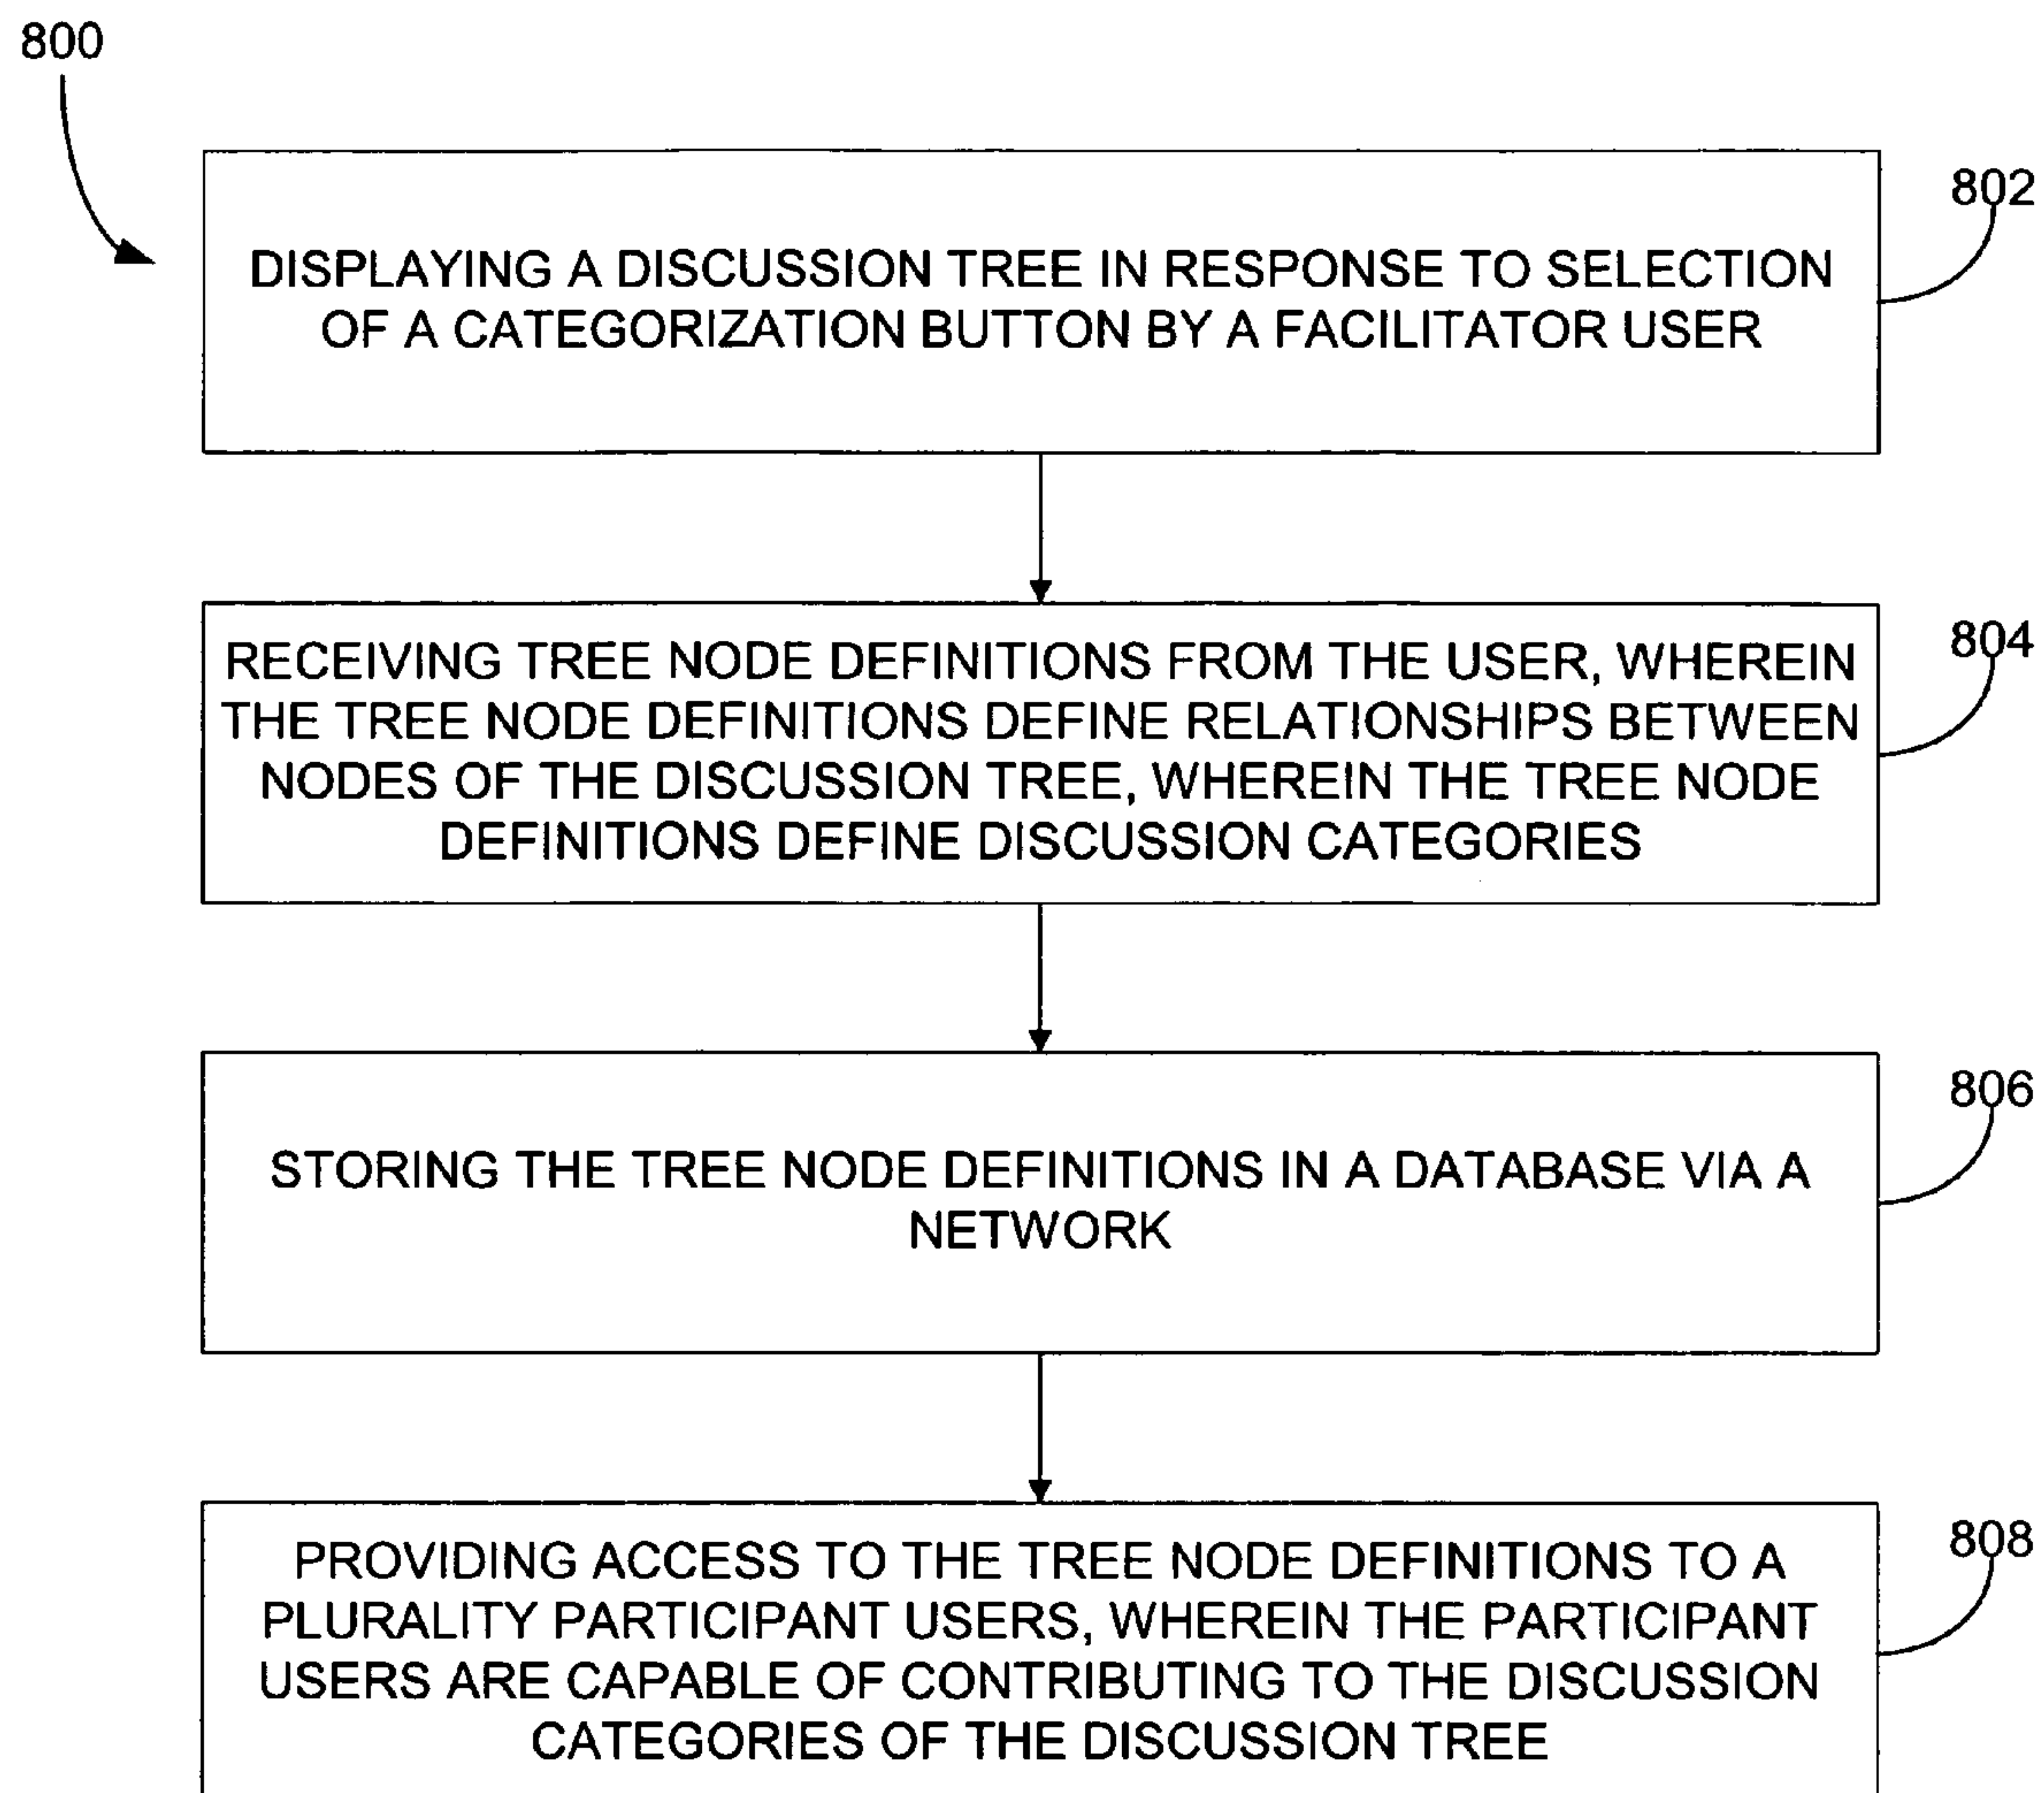 800
802
DISPLAYING A DISCUSSION TREE IN RESPONSE TO SELECTION
OF A CATEGORIZATION BUTTON BY A FACILITATOR USER
804
RECEIVING TREE NODE DEFINITIONS FROM THE USER, WHEREIN
THE TREE NODE DEFINITIONS DEFINE RELATIONSHIPS BETWEEN
NODES OF THE DISCUSSION TREE, WHEREIN THE TREE NODE
DEFINITIONS DEFINE DISCUSSION CATEGORIES
806
STORING THE TREE NODE DEFINITIONS IN A DATABASE VIA A
NETWORK
808
PROVIDING ACCESS TO THE TREE NODE DEFINITIONS TO A
PLURALITY PARTICIPANT USERS, WHEREIN THE PARTICIPANT
USERS ARE CAPABLE OF CONTRIBUTING TO THE DISCUSSION
CATEGORIES OF THE DISCUSSION TREE